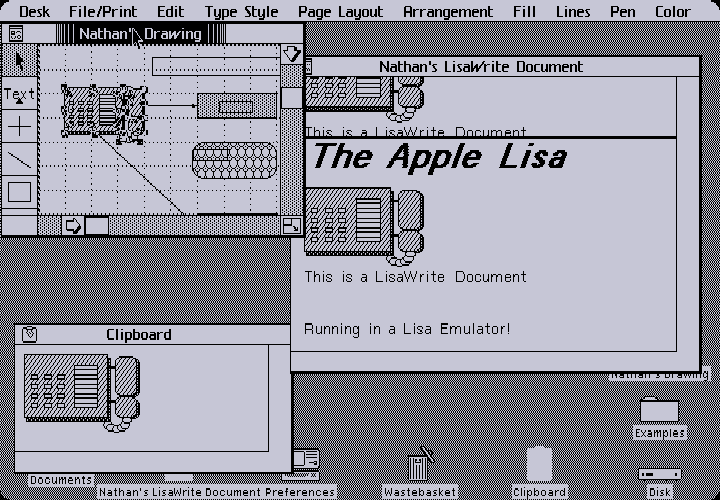 Desk File/Print Edit Type Style Page Layout Arrangement Fill Lines Pen Color
Nathan's Drawing
Text
Nathan's LisaWrite Document
This is a LisaWrite Document
The Apple Lisa
This is a LisaWrite Document
Running in a Lisa Emulator!
Clipboard
Nathan's Drawing
Examples
Documents
Nathan's LisaWrite Document
Preferences
Wastebasket
Clipboard
Disk